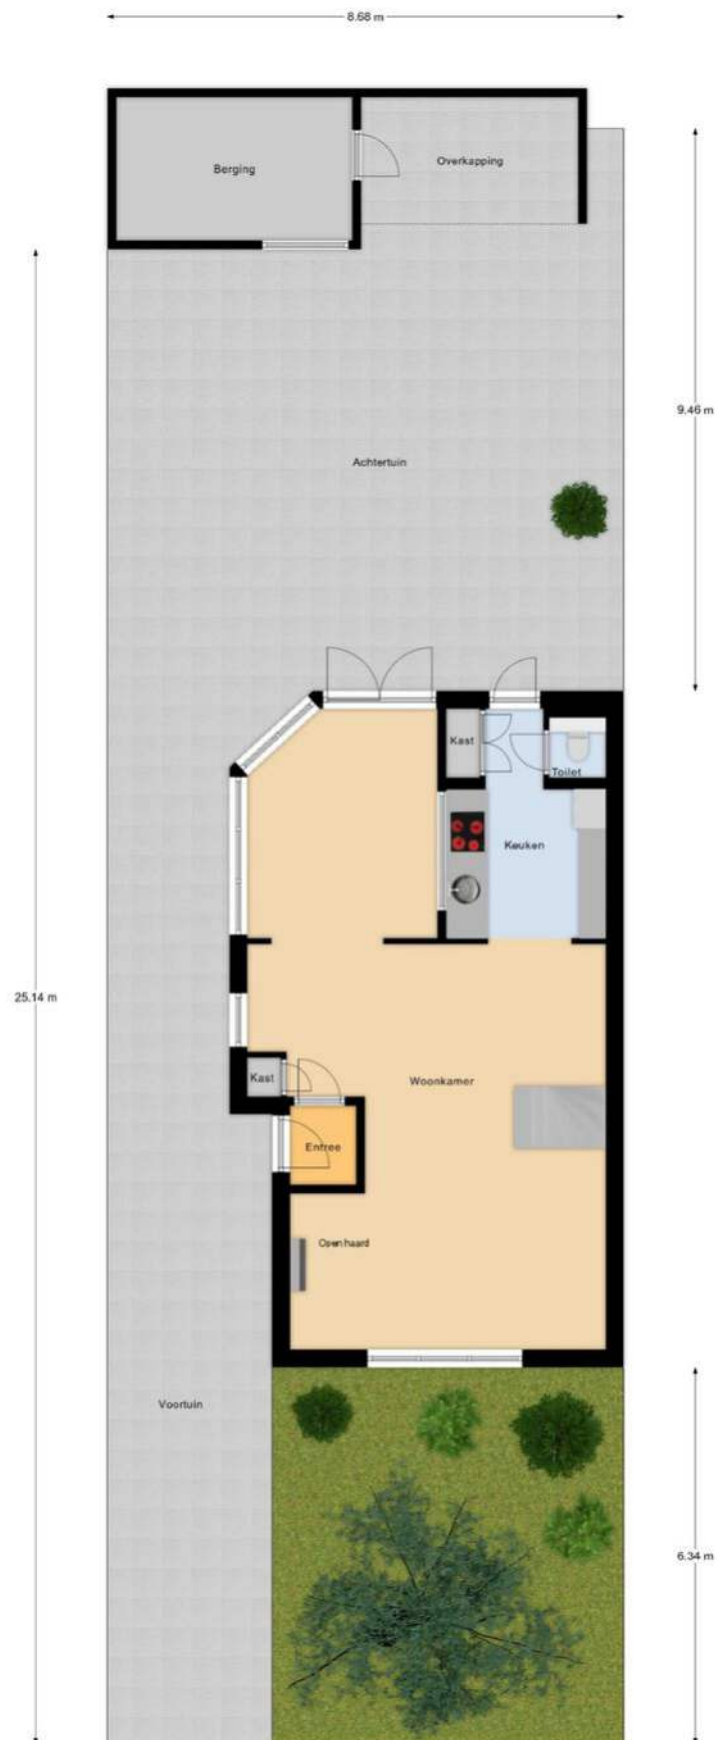 8.68 m
Berging
Overkapping
9.46 m
Achtertuin
Kast
Toilet
Keuken
25.14 m
Kast
Woonkamer
Entree
Open haard
Voortuin
6.34 m